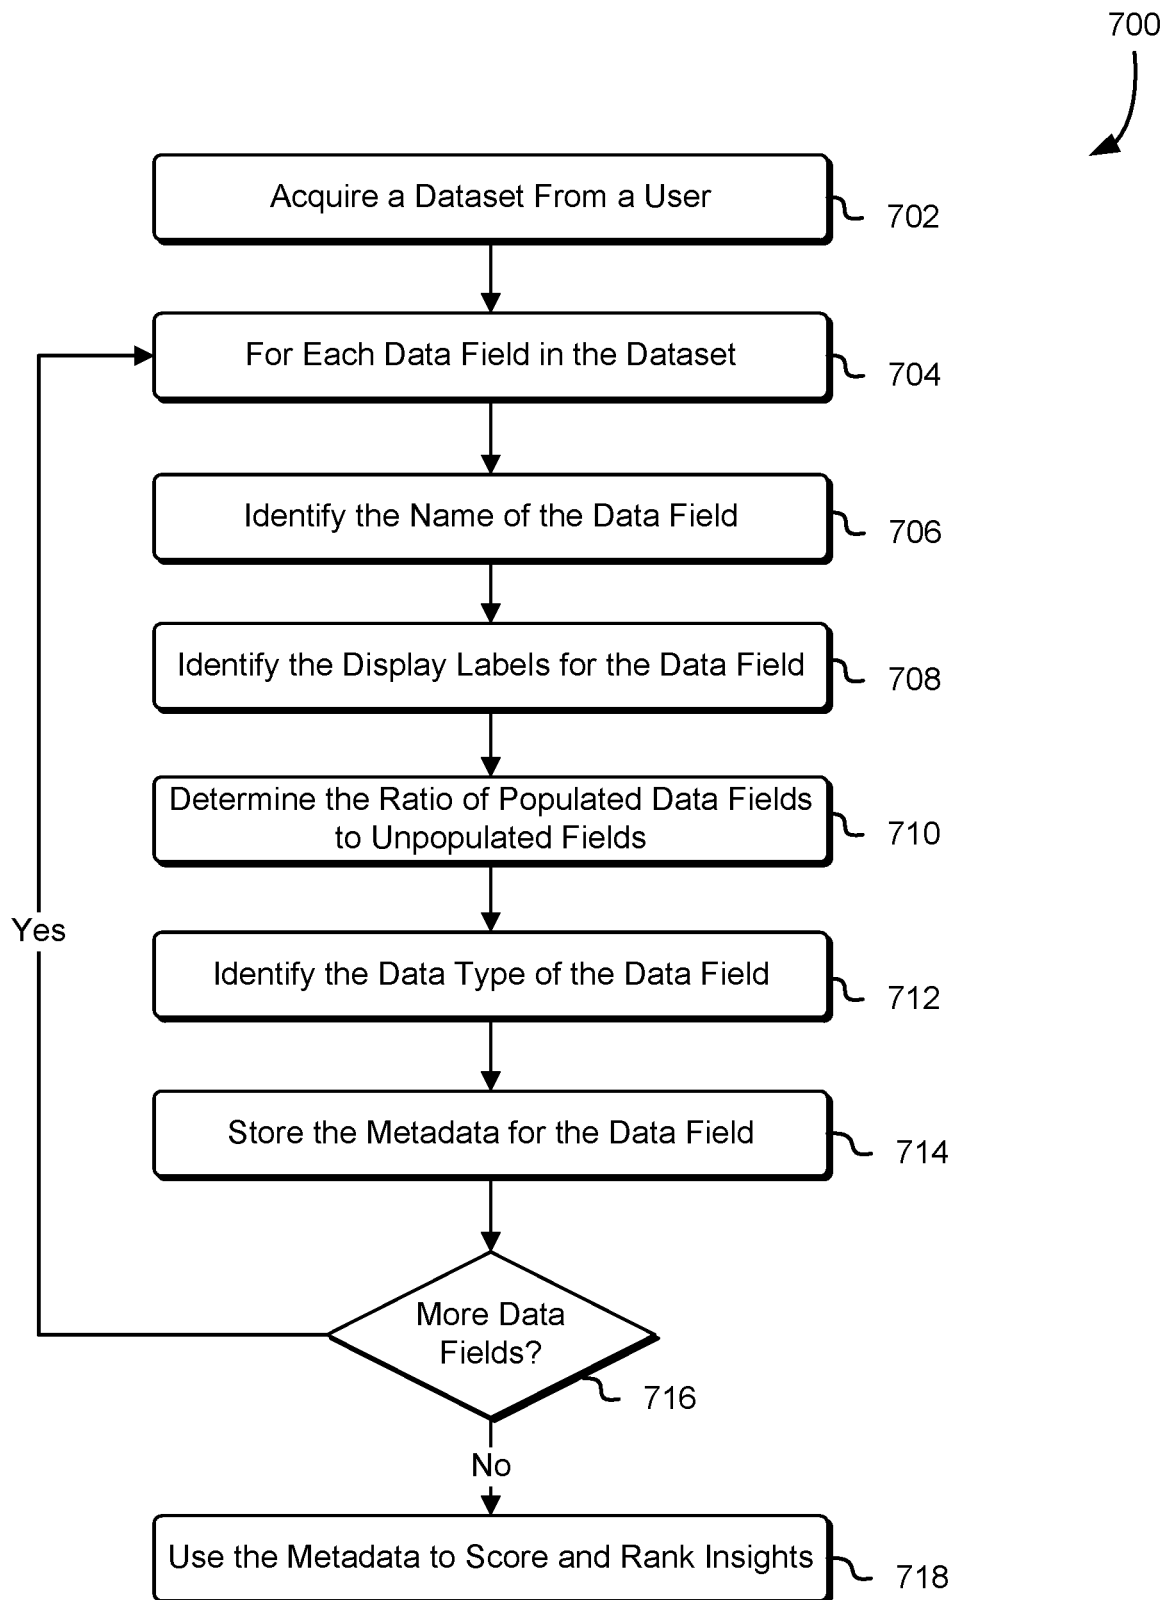 700
Acquire a Dataset From a User
702
For Each Data Field in the Dataset
704
Identify the Name of the Data Field
706
Identify the Display Labels for the Data Field
708
Determine the Ratio of Populated Data Fields
to Unpopulated Fields
710
Yes
Identify the Data Type of the Data Field
712
Store the Metadata for the Data Field
714
More Data
Fields?
716
No
Use the Metadata to Score and Rank Insights
718